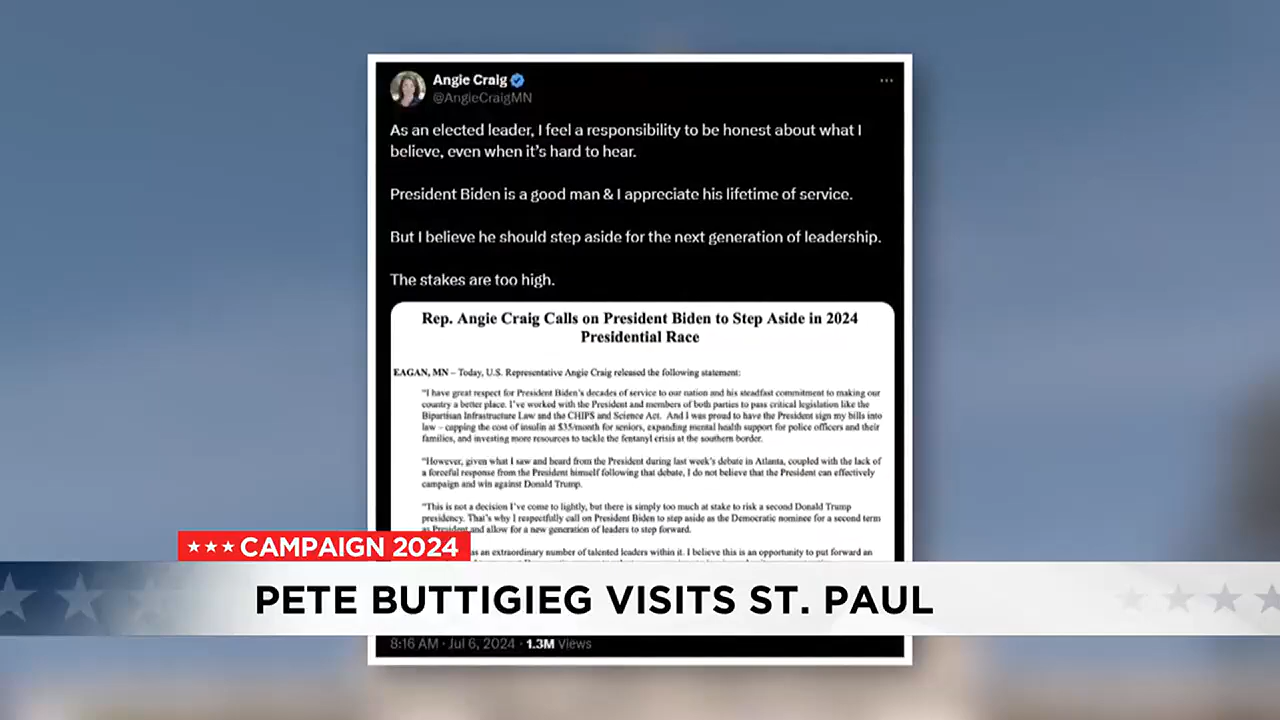 Angie Craig
@AngieCraigMN
As an elected leader, I feel a responsibility to be honest about what I
believe, even when it's hard to hear.
President Biden is a good man & I appreciate his lifetime of service.
But I believe he should step aside for the next generation of leadership.
The stakes are too high.
Rep. Angie Craig Calls on President Biden to Step Aside in 2024
Presidential Race
EAGAN, MN – Today, U.S. Representative Angie Craig released the following statement:
"I have great respect for President Biden's decades of service to our nation and his steadfast commitment to making our
country a better place. I've worked with the President and members of both parties to pass critical legislation like the
Bipartisan Infrastructure Law and the CHIPS and Science Act. And I was proud to have the President sign my bills into
law – capping the cost of insulin at $35/month for seniors, expanding mental health support for police officers and their
families, and investing more resources to tackle the fentanyl crisis at the southern border.
"However, given what I saw and heard from the President during last week's debate in Atlanta, coupled with the lack of
a forceful response from the President himself following that debate, I do not believe that the President can effectively
campaign and win against Donald Trump.
"This is not a decision I've come to lightly, but there is simply too much at stake to risk a second Donald Trump
presidency. That's why I respectfully call on President Biden to step aside as the Democratic nominee for a second term
as President and allow for a new generation of leaders to step forward.
as an extraordinary number of talented leaders within it. I believe this is an opportunity to put forward an
CAMPAIGN 2024
PETE BUTTIGIEG VISITS ST. PAUL
8:16 AM · Jul 6, 2024 · 1.3M Views